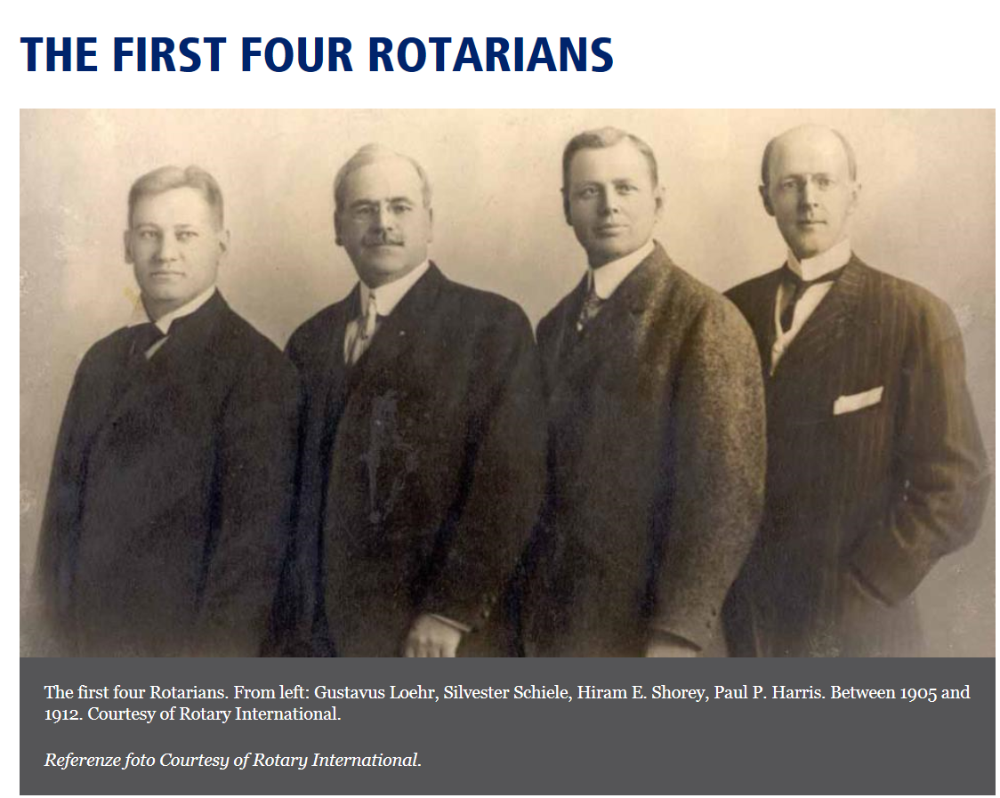 THE FIRST FOUR ROTARIANS
The first four Rotarians. From left: Gustavus Loehr, Silvester Schiele, Hiram E. Shorey, Paul P. Harris. Between 1905 and
1912. Courtesy of Rotary International.
Referenze foto Courtesy of Rotary International.